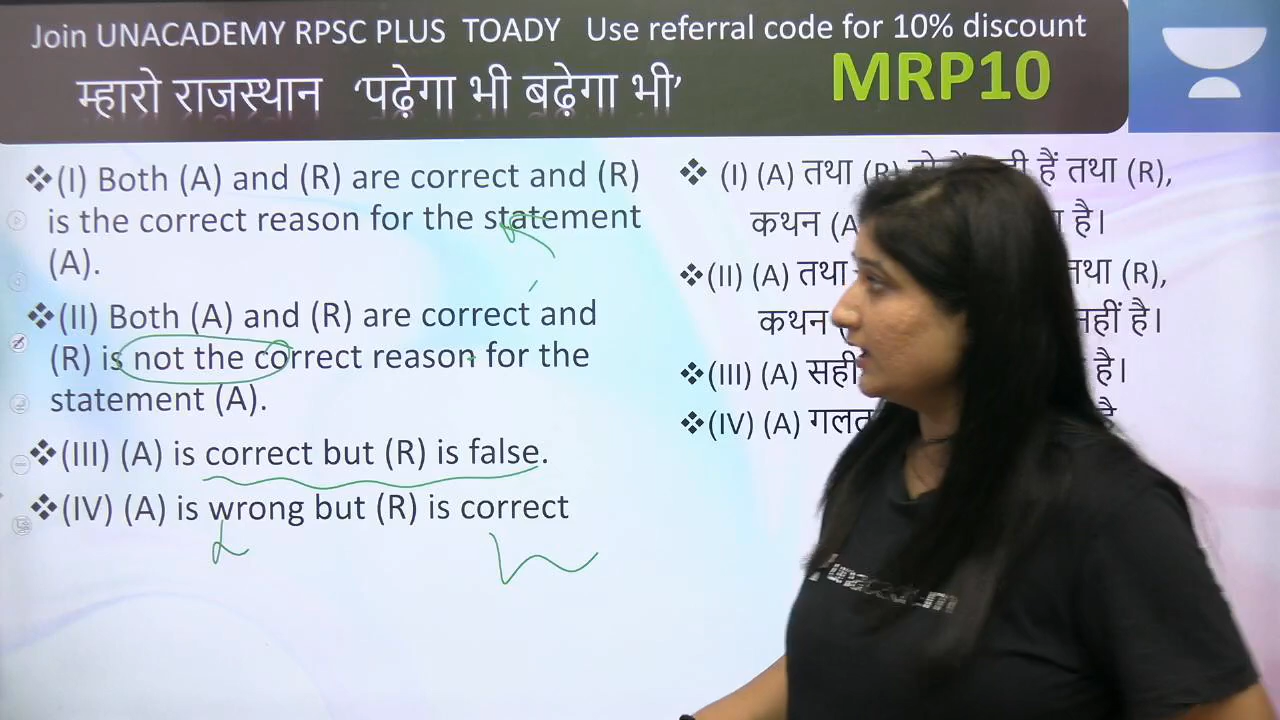 Join UNACADEMY RPSC PLUS TOADY Use referral code for 10% discount
म्हारो राजस्थान ‘पढ़ेगा भी बढ़ेगा भी’ MRP10
❖(I) Both (A) and (R) are correct and (R)
is the correct reason for the statement
(A).
❖(II) Both (A) and (R) are correct and
(R) is not the correct reason for the
statement (A).
❖(III) (A) is correct but (R) is false.
❖(IV) (A) is wrong but (R) is correct
❖ (I) (A) तथा (R) हैं तथा (R),
कथन (A है।
❖(II) (A) तथा तथा (R),
कथन नहीं है।
❖(III) (A) सही है।
❖(IV) (A) गलत है